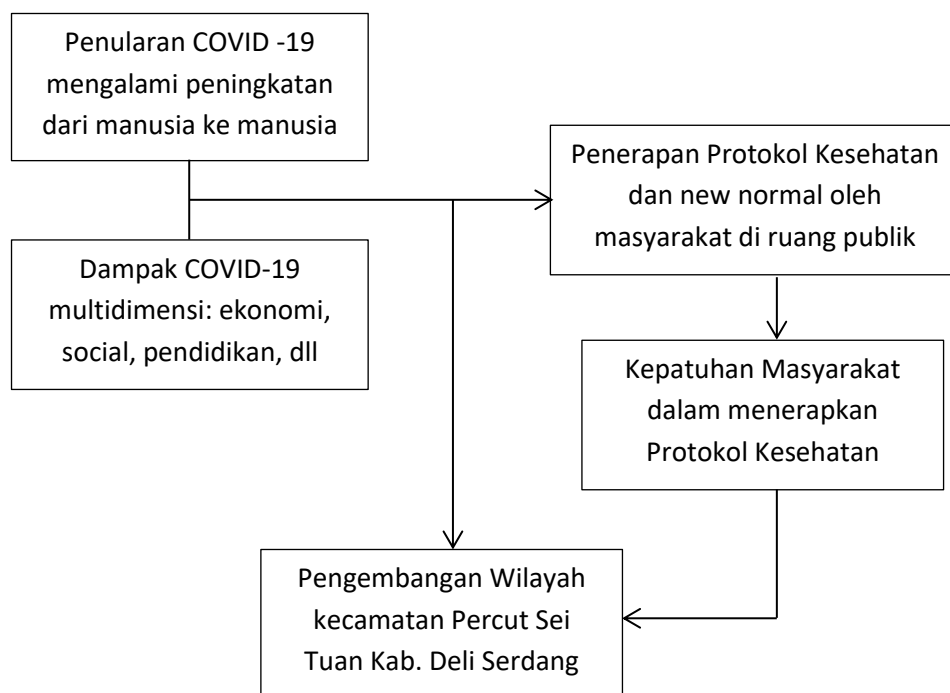 Penularan COVID -19
mengalami peningkatan
dari manusia ke manusia
Penerapan Protokol Kesehatan
dan new normal oleh
masyarakat di ruang publik
Dampak COVID-19
multidimensi: ekonomi,
social, pendidikan, dll
Kepatuhan Masyarakat
dalam menerapkan
Protokol Kesehatan
Pengembangan Wilayah
kecamatan Percut Sei
Tuan Kab. Deli Serdang